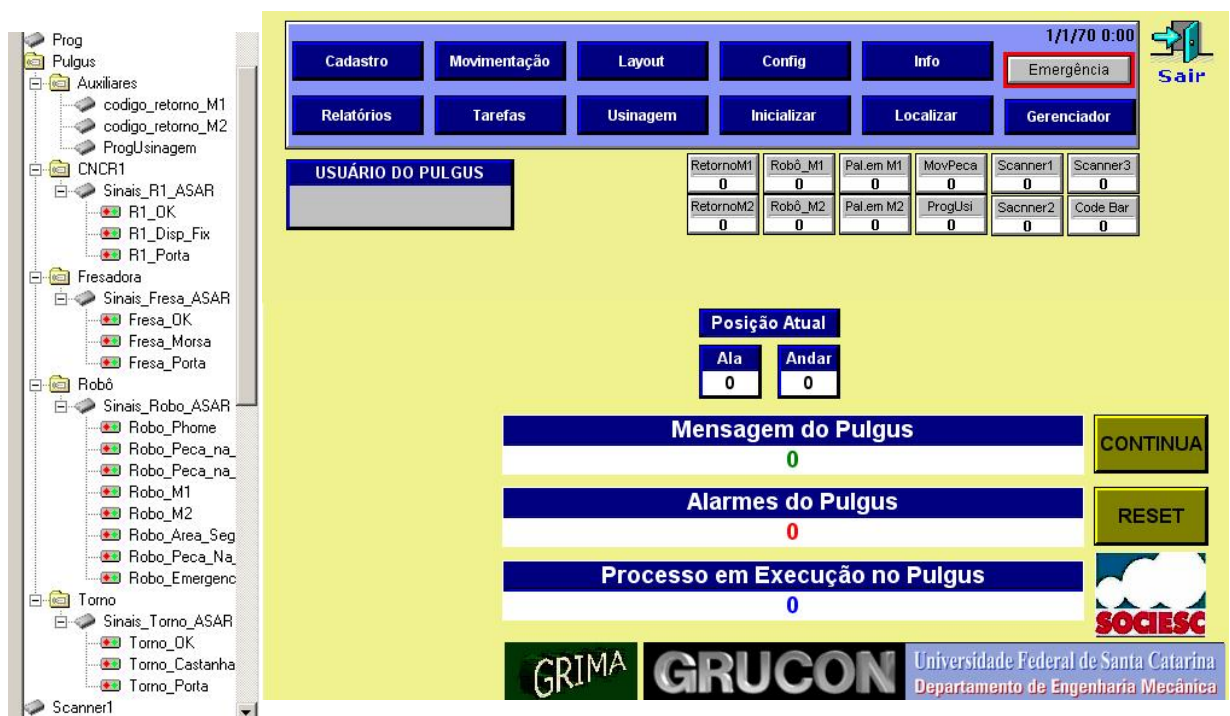 Prog
Pulgus
Auxiliares
codigo_retorno_M1
codigo_retorno_M2
ProgUsinagem
CNCR1
Sinais_R1_ASAR
R1_OK
R1_Disp_Fix
R1_Porta
Fresadora
Sinais_Fresa_ASAR
Fresa_OK
Fresa_Morsa
Fresa_Porta
Robô
Sinais_Robo_ASAR
Robo_Phome
Robo_Peca_na_
Robo_Peca_na_
Robo_M1
Robo_M2
Robo_Area_Seg
Robo_Peca_Na_
Robo_Emergenc
Torno
Sinais_Torno_ASAR
Torno_OK
Torno_Castanha
Torno_Porta
Scanner1
1/1/70 0:00
Cadastro Movimentação Layout Config Info Emergência Sair
Relatórios Tarefas Usinagem Inicializar Localizar Gerenciador
USUÁRIO DO PULGUS
RetornoM1 Robô_M1 Pal.em M1 MovPeca Scanner1 Scanner3
0 0 0 0 0 0
RetornoM2 Robô_M2 Pal.em M2 ProgUsi Sacnner2 Code Bar
0 0 0 0 0 0
Posição Atual
Ala Andar
0 0
Mensagem do Pulgus
0
CONTINUA
Alarmes do Pulgus
0
RESET
Processo em Execução no Pulgus
0
SOCIESC
GRIMA GRUCON
Universidade Federal de Santa Catarina
Departamento de Engenharia Mecânica